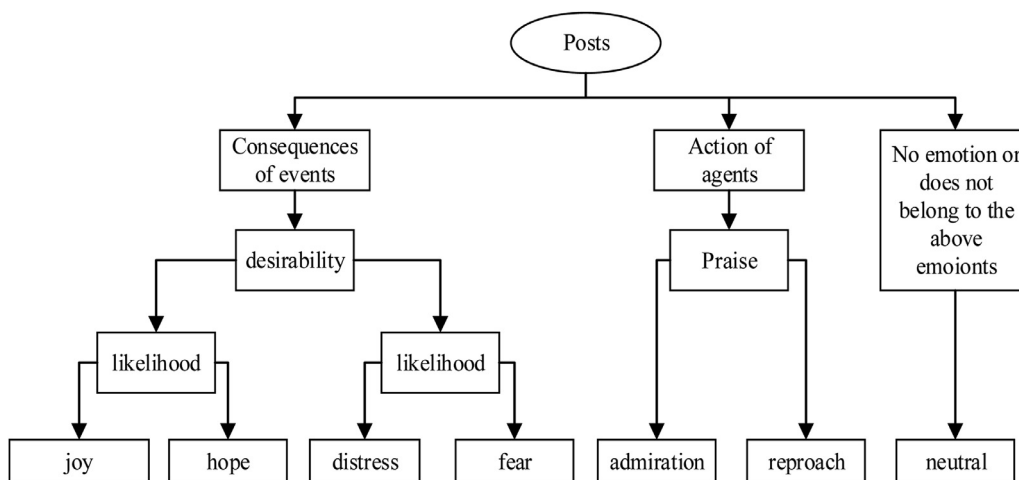 Posts
Consequences
of events
Action of
agents
No emotion or
does not
belong to the
above
emoionts
desirability
Praise
likelihood
likelihood
joy
hope
distress
fear
admiration
reproach
neutral